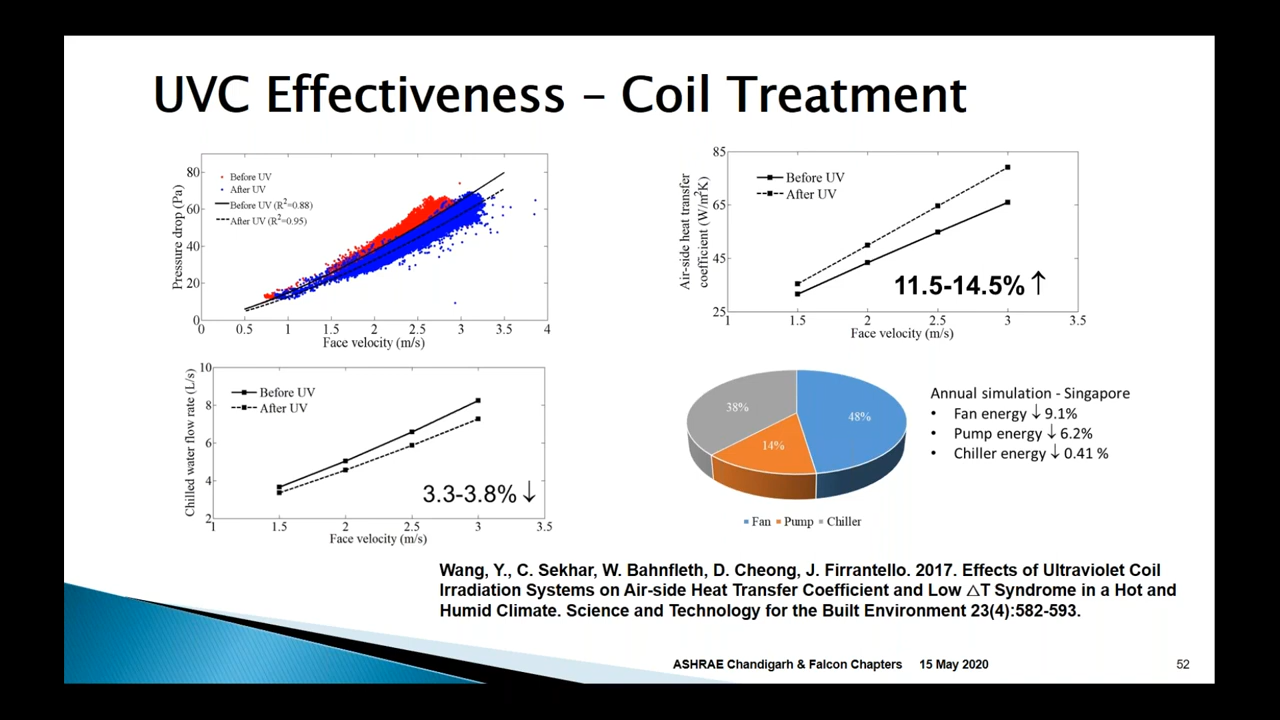 UVC Effectiveness – Coil Treatment
Pressure drop (Pa)
80
60
40
20
0
Before UV
After UV
Before UV (R²=0.88)
After UV (R²=0.95)
0 0.5 1 1.5 2 2.5 3 3.5 4
Face velocity (m/s)
Air-side heat transfer
coefficient (W/m²K)
85
65
45
25
Before UV
After UV
11.5-14.5% ↑
1 1.5 2 2.5 3 3.5
Face velocity (m/s)
Chilled water flow rate (L/s)
10
8
6
4
2
Before UV
After UV
3.3-3.8% ↓
1 1.5 2 2.5 3 3.5
Face velocity (m/s)
38%
48%
14%
Fan Pump Chiller
Annual simulation - Singapore
• Fan energy ↓ 9.1%
• Pump energy ↓ 6.2%
• Chiller energy ↓ 0.41 %
Wang, Y., C. Sekhar, W. Bahnfleth, D. Cheong, J. Firrantello. 2017. Effects of Ultraviolet Coil
Irradiation Systems on Air-side Heat Transfer Coefficient and Low △T Syndrome in a Hot and
Humid Climate. Science and Technology for the Built Environment 23(4):582-593.
ASHRAE Chandigarh & Falcon Chapters 15 May 2020 52